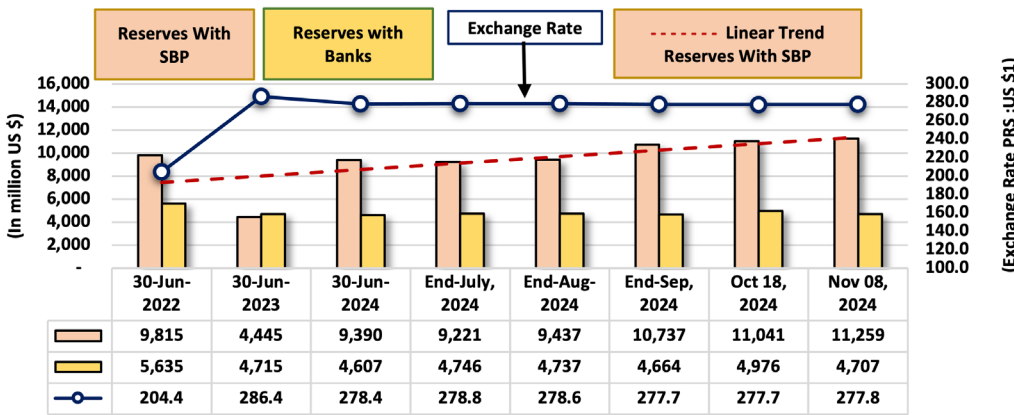 Reserves With
SBP
Reserves with
Banks
Exchange Rate
Linear Trend
Reserves With SBP
(In million US $)
16,000
14,000
12,000
10,000
8,000
6,000
4,000
2,000
-
300.0
280.0
260.0
240.0
220.0
200.0
180.0
160.0
140.0
120.0
100.0
(Exchange Rate PRS :US $1)
30-Jun-
2022
30-Jun-
2023
30-Jun-
2024
End-July,
2024
End-Aug-
2024
End-Sep,
2024
Oct 18,
2024
Nov 08,
2024
9,815 4,445 9,390 9,221 9,437 10,737 11,041 11,259
5,635 4,715 4,607 4,746 4,737 4,664 4,976 4,707
204.4 286.4 278.4 278.8 278.6 277.7 277.7 277.8